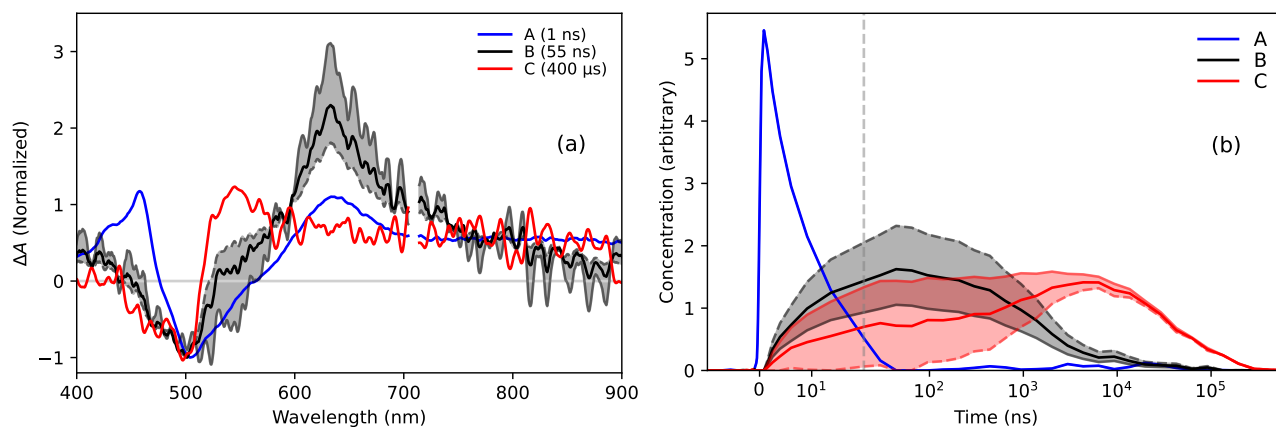 ΔA (Normalized)
3
2
1
0
−1
400
500
600
700
800
900
Wavelength (nm)
A (1 ns)
B (55 ns)
C (400 µs)
(a)
Concentration (arbitrary)
5
4
3
2
1
0
0
10¹
10²
10³
10⁴
10⁵
Time (ns)
A
B
C
(b)